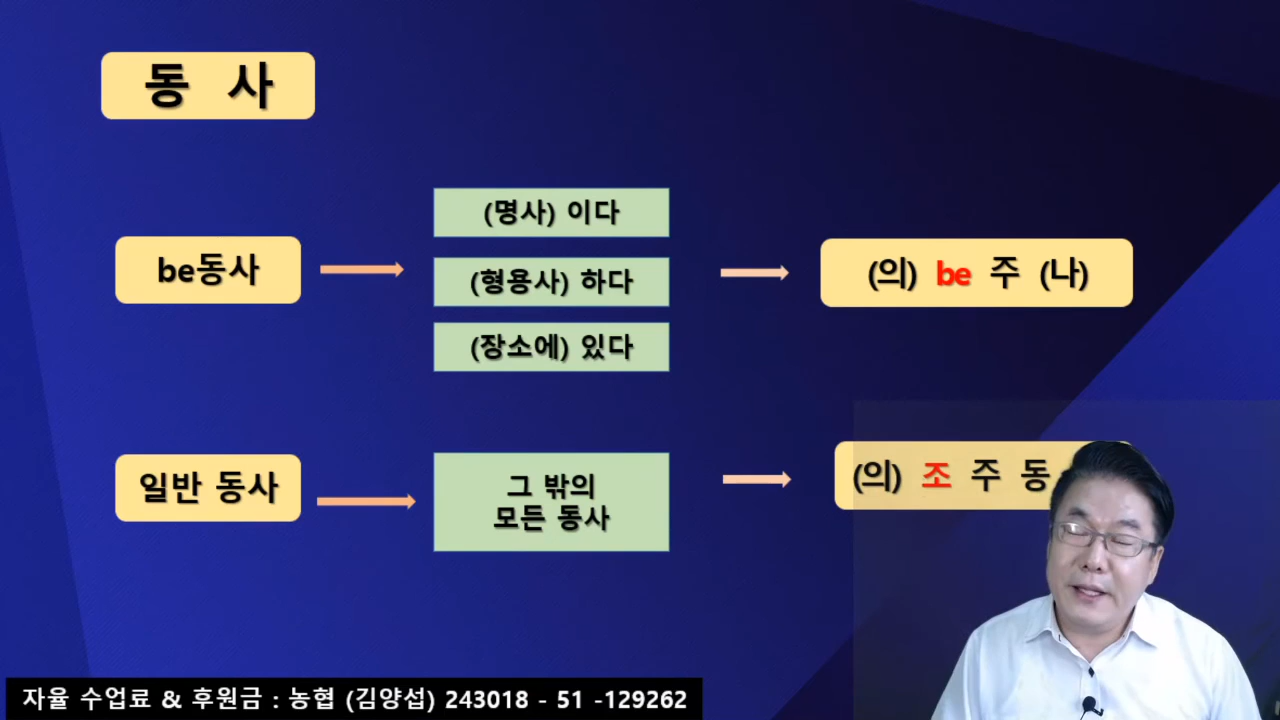 동 사
(명사) 이다
be동사
(형용사) 하다
(의) be 주 (나)
(장소에) 있다
일반 동사
그 밖의
모든 동사
(의) 조 주 동
자율 수업료 & 후원금 : 농협 (김양섭) 243018 - 51 -129262